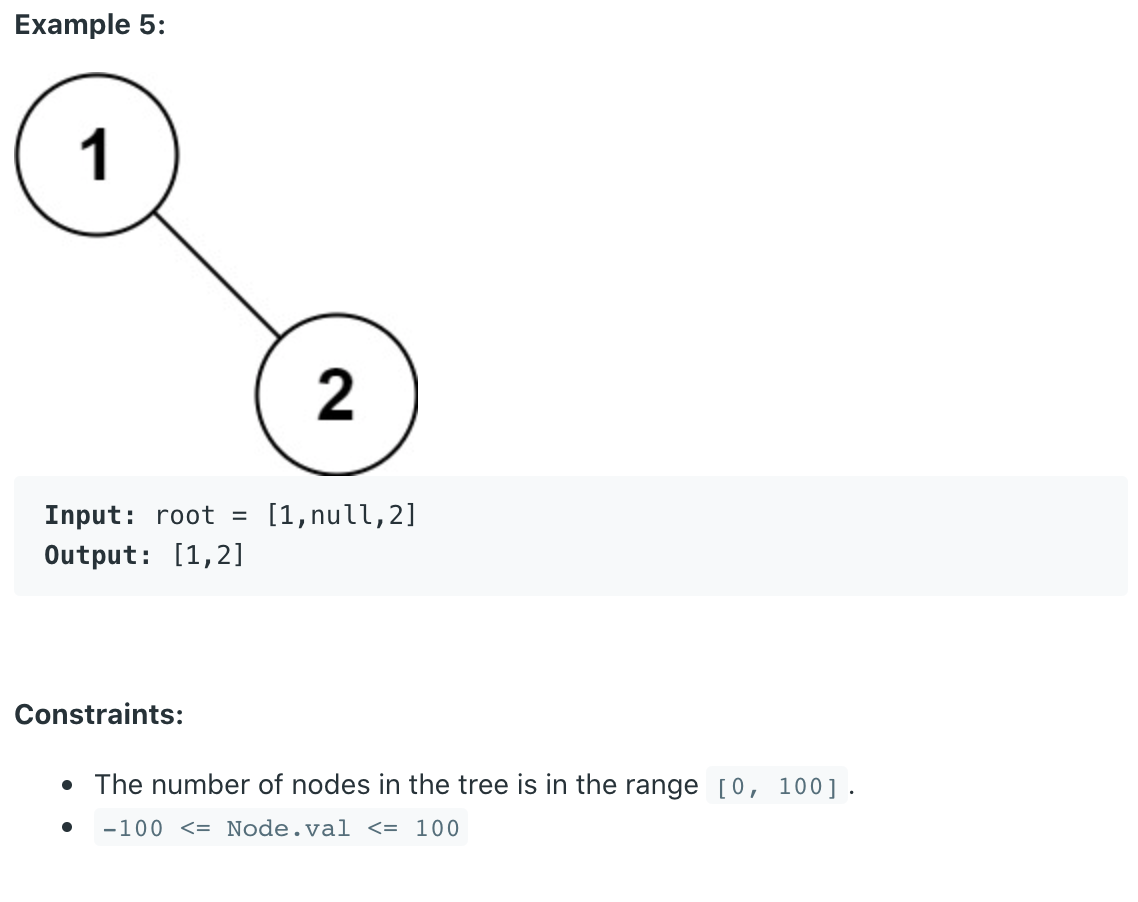 Example 5:
1
2
Input: root = [1,null,2]
Output: [1,2]
Constraints:
The number of nodes in the tree is in the range [0, 100].
-100 <= Node.val <= 100